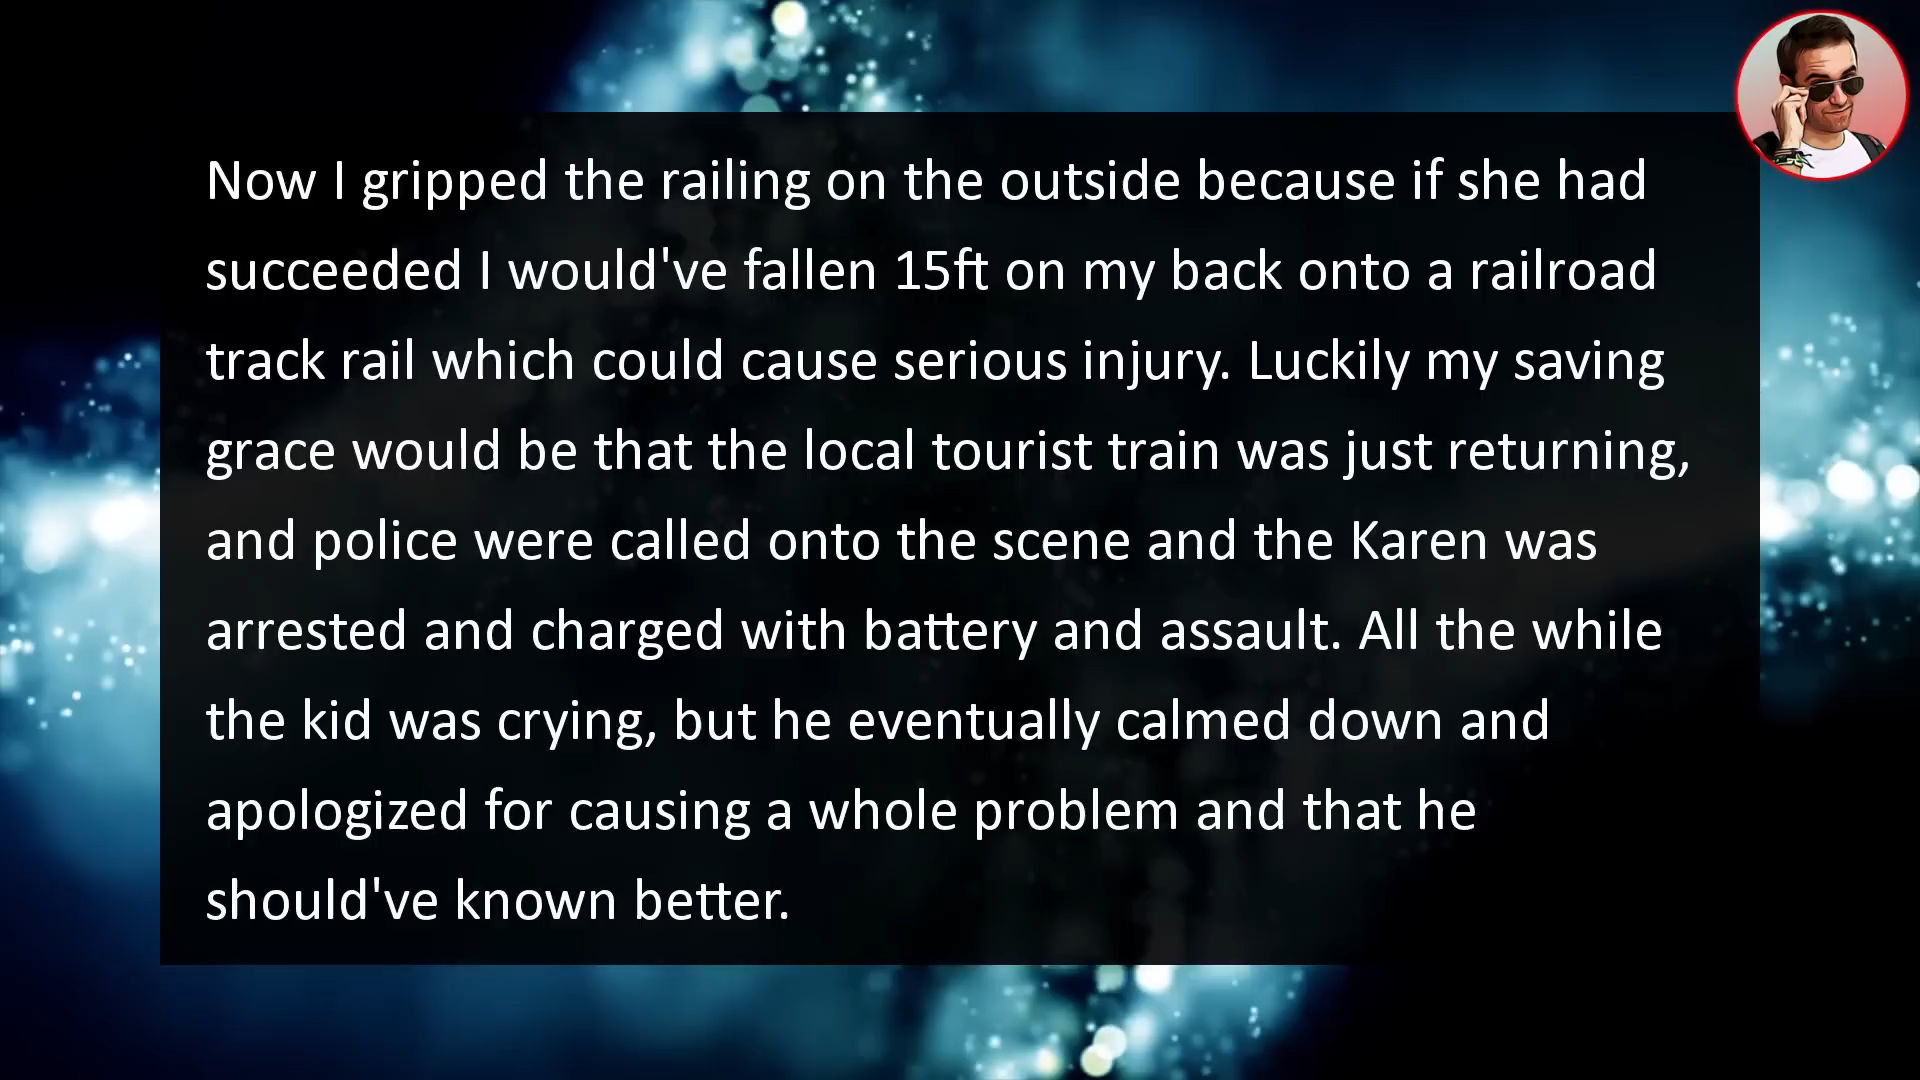 Now I gripped the railing on the outside because if she had
succeeded I would've fallen 15ft on my back onto a railroad
track rail which could cause serious injury. Luckily my saving
grace would be that the local tourist train was just returning,
and police were called onto the scene and the Karen was
arrested and charged with battery and assault. All the while
the kid was crying, but he eventually calmed down and
apologized for causing a whole problem and that he
should've known better.